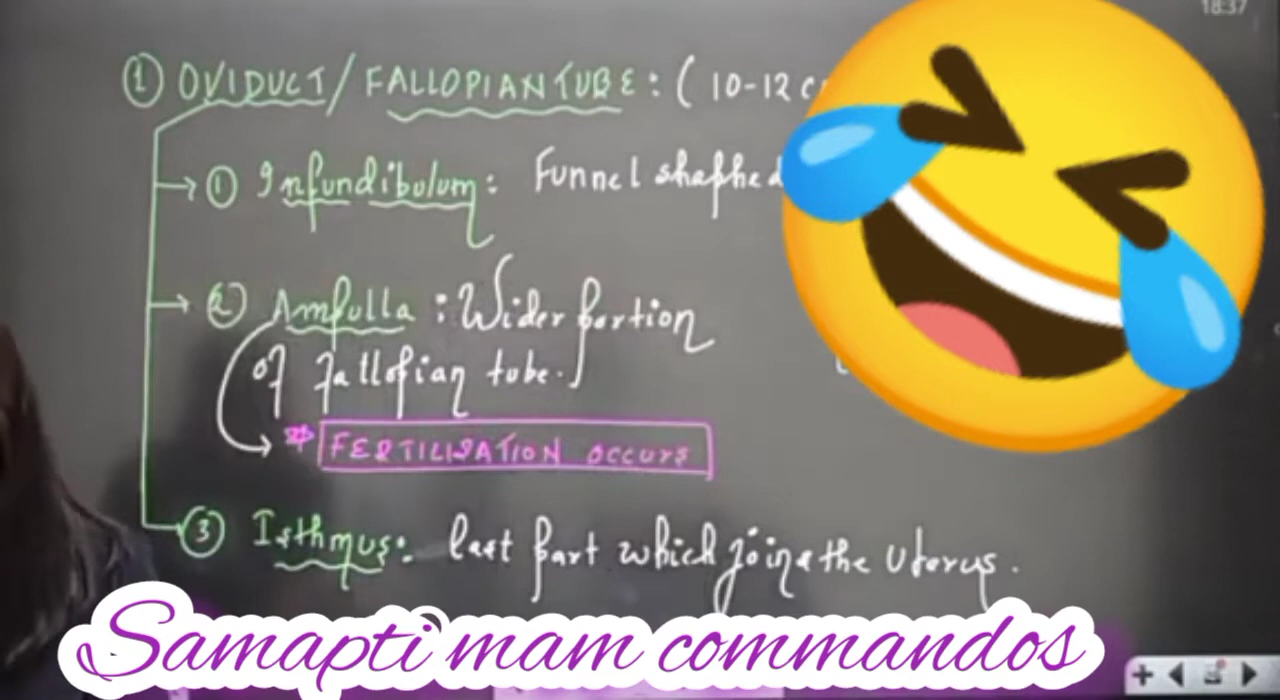 18:37
① OVIDUCT/ FALLOPIAN TUBE: ( 10-12 c
→ ① Infundibulum: Funnel shaphed
→ ② Ampulla : Wider portion
of fallopian tube.
* FERTILISATION OCCURS
③ Isthmus: last part which joins the Uterus.
Samapti mam commandos